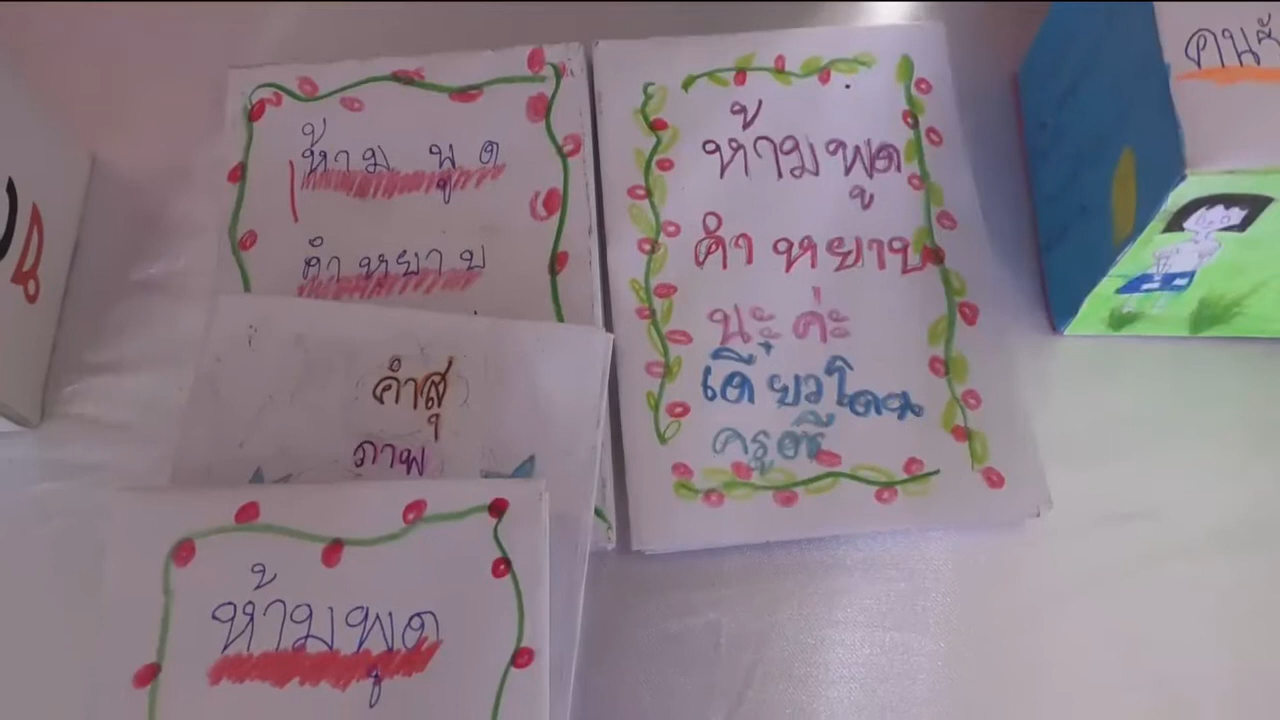 ห้าม พูด
คำ หยาบ
ห้ามพูด
คำ หยาบ
นะค่ะ
เดี๋ยวโดน
ครูตี
คำสุ
ภาพ
ห้ามพูด